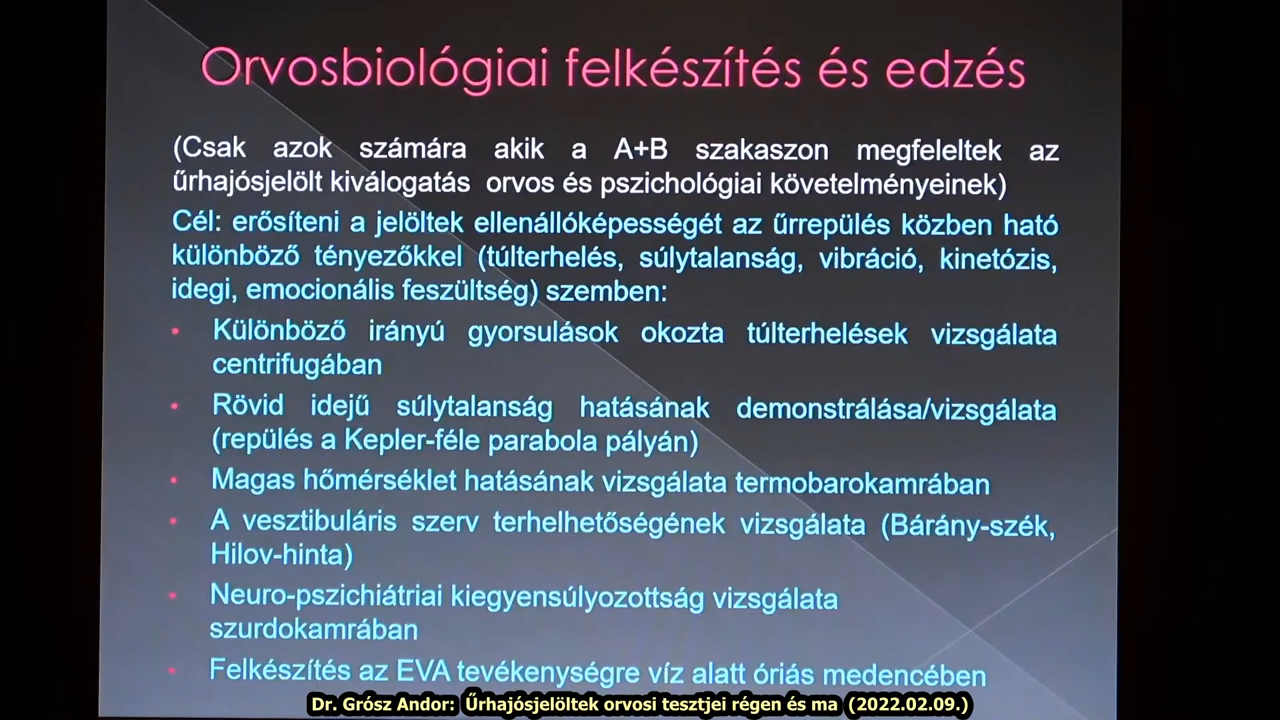 Orvosbiológiai felkészítés és edzés
(Csak azok számára akik a A+B szakaszon megfeleltek az
űrhajósjelölt kiválogatás orvos és pszichológiai követelményeinek)
Cél: erősíteni a jelöltek ellenállóképességét az űrrepülés közben ható
különböző tényezőkkel (túlterhelés, súlytalanság, vibráció, kinetózis,
idegi, emocionális feszültség) szemben:
• Különböző irányú gyorsulások okozta túlterhelések vizsgálata
centrifugában
• Rövid idejű súlytalanság hatásának demonstrálása/vizsgálata
(repülés a Kepler-féle parabola pályán)
• Magas hőmérséklet hatásának vizsgálata termobarokamrában
• A vesztibuláris szerv terhelhetőségének vizsgálata (Bárány-szék,
Hilov-hinta)
• Neuro-pszichiátriai kiegyensúlyozottság vizsgálata
szurdokamrában
• Felkészítés az EVA tevékenységre víz alatt óriás medencében
Dr. Grósz Andor: Űrhajósjelöltek orvosi tesztjei régen és ma (2022.02.09.)